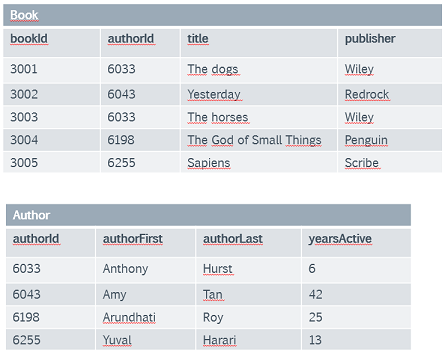 Book
bookId authorId title publisher
3001 6033 The dogs Wiley
3002 6043 Yesterday Redrock
3003 6033 The horses Wiley
3004 6198 The God of Small Things Penguin
3005 6255 Sapiens Scribe
Author
authorId authorFirst authorLast yearsActive
6033 Anthony Hurst 6
6043 Amy Tan 42
6198 Arundhati Roy 25
6255 Yuval Harari 13